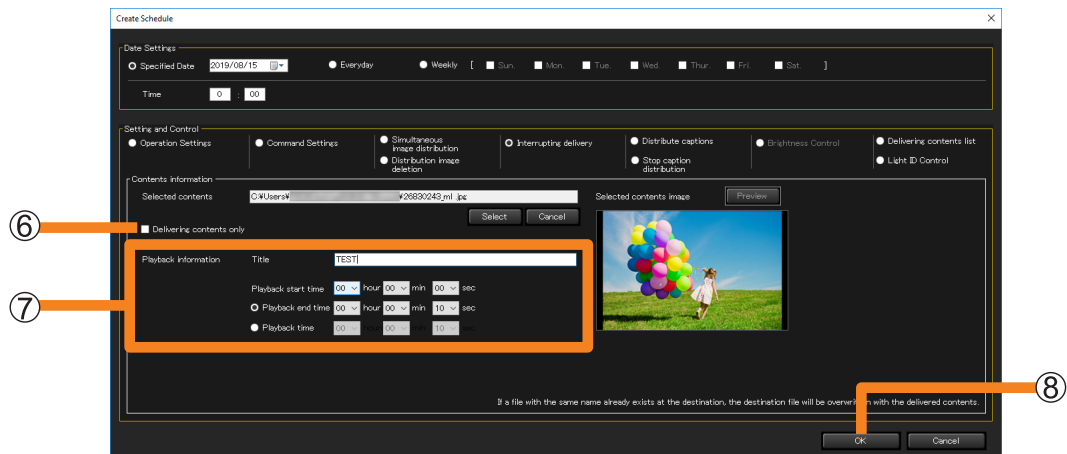 Create Schedule ×
Date Settings
Specified Date 2019/08/15 Everyday Weekly [ Sun. Mon. Tue. Wed. Thur. Fri. Sat. ]
Time 0 : 00
Setting and Control
Operation Settings Command Settings Simultaneous image distribution Interrupting delivery Distribute captions Brightness Control Delivering contents list
Distribution image deletion Stop caption distribution Light ID Control
Contents information
Selected contents C:¥Users¥ ¥26830243_ml .jpg Selected contents image Preview
Select Cancel
⑥ Delivering contents only
Playback information Title TEST
Playback start time 00 hour 00 min 00 sec
⑦ Playback end time 00 hour 00 min 10 sec
Playback time 00 hour 00 min 10 sec
⑧
If a file with the same name already exists at the destination, the destination file will be overwritten with the delivered contents.
OK Cancel